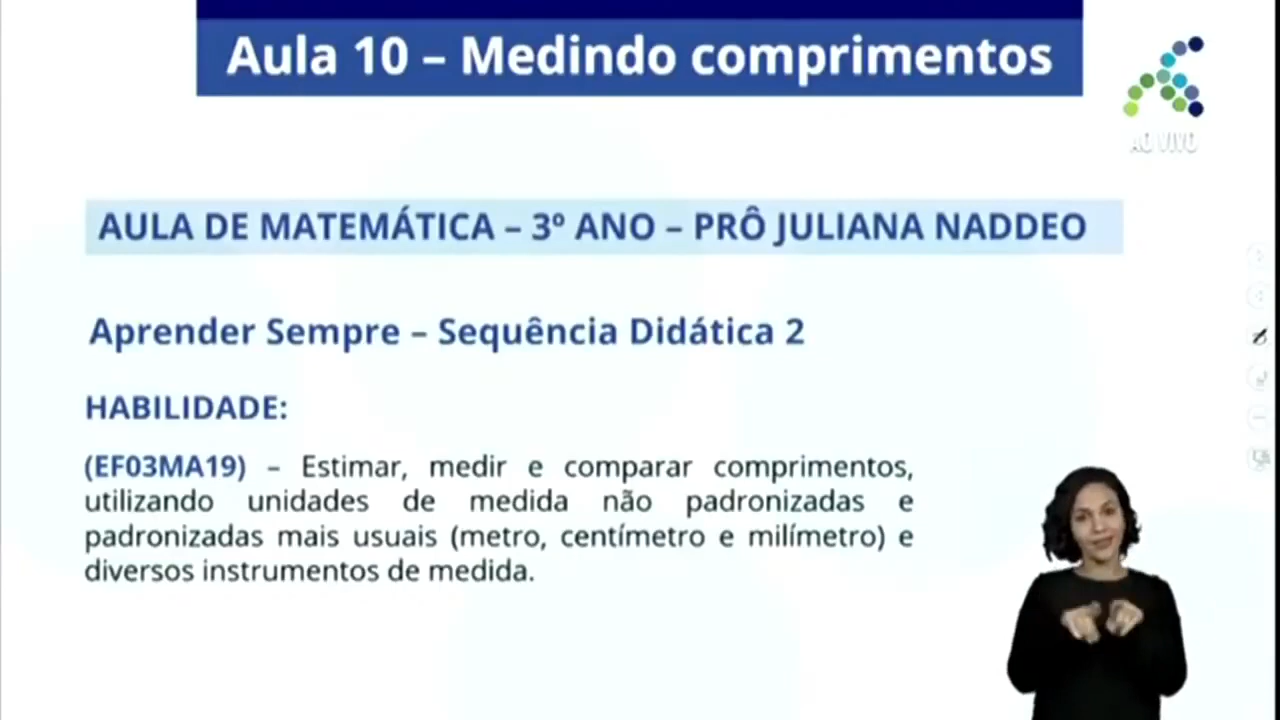 Aula 10 – Medindo comprimentos
AO VIVO
AULA DE MATEMÁTICA – 3º ANO – PRÔ JULIANA NADDEO
Aprender Sempre – Sequência Didática 2
HABILIDADE:
(EF03MA19) – Estimar, medir e comparar comprimentos,
utilizando unidades de medida não padronizadas e
padronizadas mais usuais (metro, centímetro e milímetro) e
diversos instrumentos de medida.